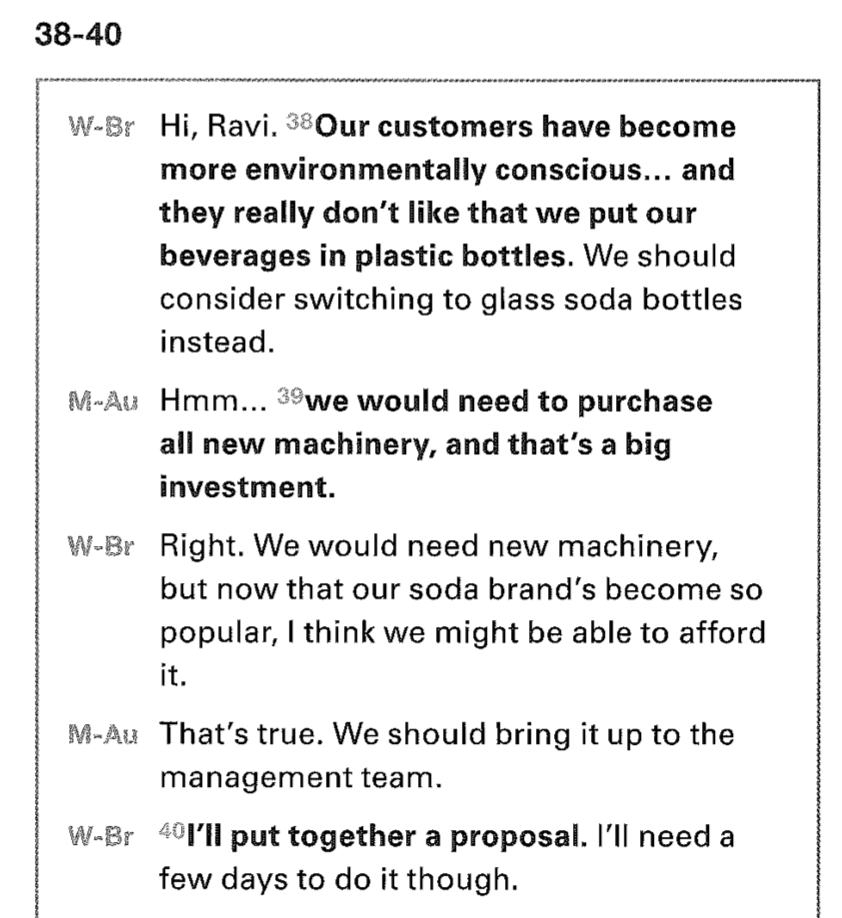 38-40
W-Br Hi, Ravi. 38Our customers have become
more environmentally conscious... and
they really don't like that we put our
beverages in plastic bottles. We should
consider switching to glass soda bottles
instead.
M-Au Hmm... 39we would need to purchase
all new machinery, and that's a big
investment.
W-Br Right. We would need new machinery,
but now that our soda brand's become so
popular, I think we might be able to afford
it.
M-Au That's true. We should bring it up to the
management team.
W-Br 40I'll put together a proposal. I'll need a
few days to do it though.